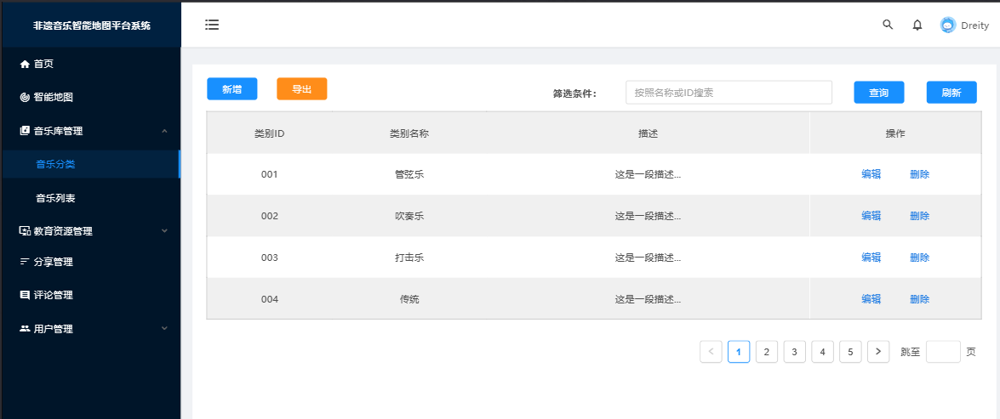 非遗音乐智能地图平台系统
Dreity
首页
智能地图
音乐库管理
音乐分类
音乐列表
教育资源管理
分享管理
评论管理
用户管理
新增 导出 筛选条件： 按照名称或ID搜索 查询 刷新
类别ID 类别名称 描述 操作
001 管弦乐 这是一段描述... 编辑 删除
002 吹奏乐 这是一段描述... 编辑 删除
003 打击乐 这是一段描述... 编辑 删除
004 传统 这是一段描述... 编辑 删除
< 1 2 3 4 5 > 跳至 页